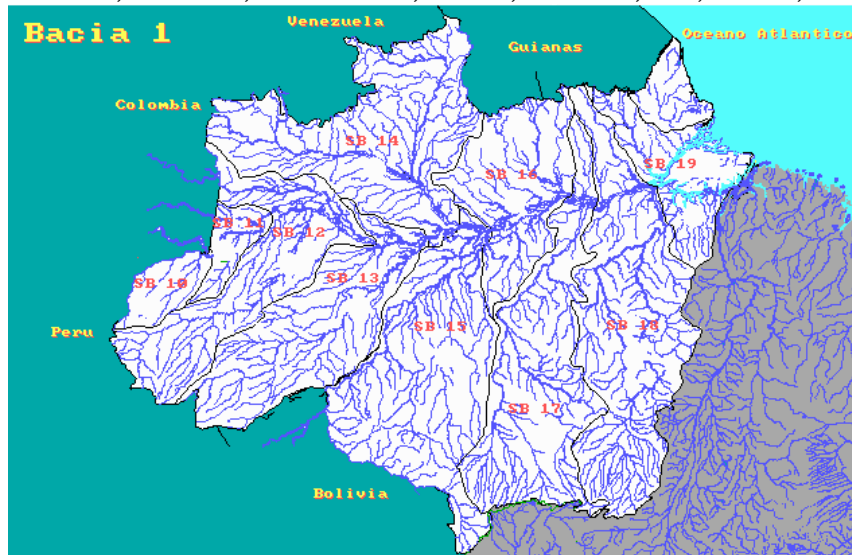 Bacia 1
Venezuela
Oceano Atlantico
Guianas
Colombia
SB 14
SB 19
SB 16
SB 11
SB 12
SB 13
SB 10
SB 15
SB 18
Peru
SB 17
Bolivia